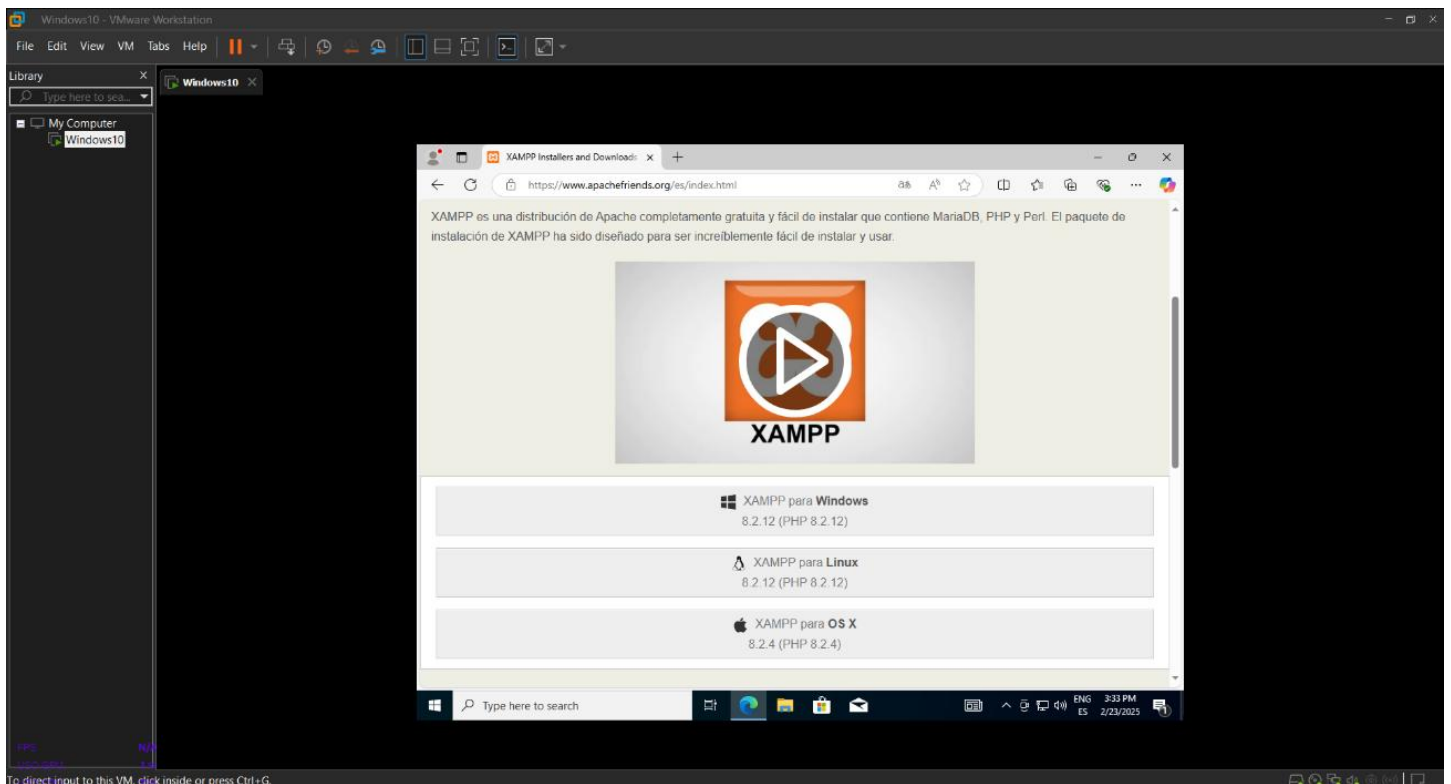 Windows10 - VMware Workstation
File Edit View VM Tabs Help
Library
Type here to sea...
My Computer
Windows10
Windows10
XAMPP Installers and Downloads
https://www.apachefriends.org/es/index.html
XAMPP es una distribución de Apache completamente gratuita y fácil de instalar que contiene MariaDB, PHP y Perl. El paquete de
instalación de XAMPP ha sido diseñado para ser increíblemente fácil de instalar y usar.
XAMPP
XAMPP para Windows
8.2.12 (PHP 8.2.12)
XAMPP para Linux
8.2.12 (PHP 8.2.12)
XAMPP para OS X
8.2.4 (PHP 8.2.4)
Type here to search
ENG 3:33 PM
ES 2/23/2025
FPS N/A
To direct input to this VM, click inside or press Ctrl+G.